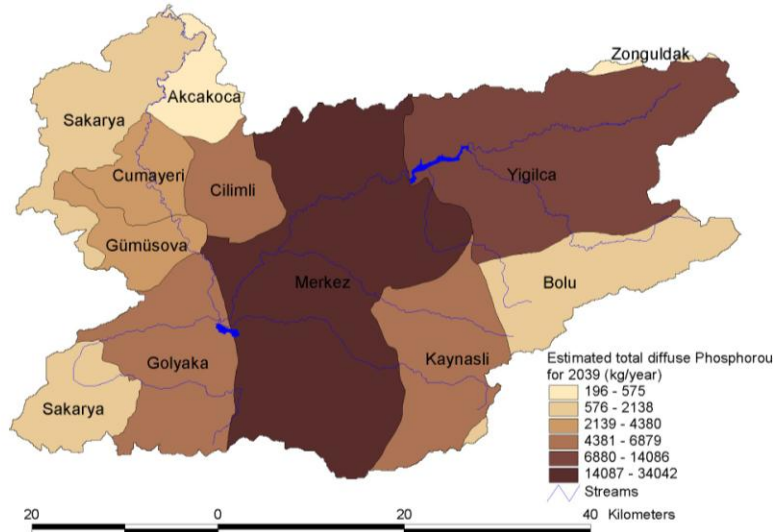 Zonguldak
Akcakoca
Sakarya
Cumayeri
Cilimli
Yigilca
Gümüsova
Merkez
Bolu
Golyaka
Kaynasli
Sakarya
Estimated total diffuse Phosphorou
for 2039 (kg/year)
196 - 575
576 - 2138
2139 - 4380
4381 - 6879
6880 - 14086
14087 - 34042
Streams
20 0 20 40 Kilometers